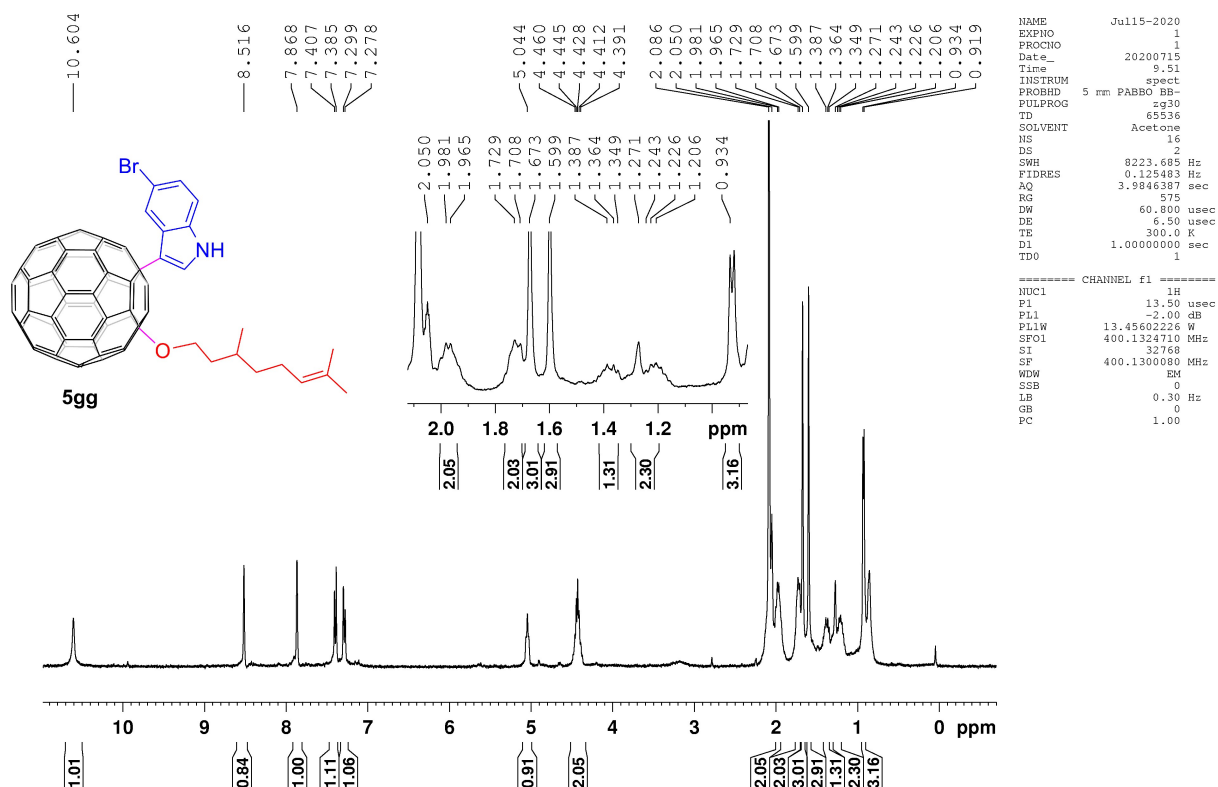 10.604
8.516
7.868
7.407
7.385
7.299
7.278
5.044
4.460
4.445
4.428
4.412
4.391
2.086
2.050
1.981
1.965
1.729
1.708
1.673
1.599
1.387
1.364
1.349
1.271
1.243
1.226
1.206
0.934
0.919
2.050
1.981
1.965
1.729
1.708
1.673
1.599
1.387
1.364
1.349
1.271
1.243
1.226
1.206
0.934
Br
NH
O
5gg
2.0 1.8 1.6 1.4 1.2 ppm
2.05 2.03 3.01 2.91 1.31 2.30 3.16
10 9 8 7 6 5 4 3 2 1 0 ppm
1.01 0.84 1.00 1.11 1.06 0.91 2.05 2.05 2.03 3.01 2.91 1.31 2.30 3.16
NAME Jul15-2020
EXPNO 1
PROCNO 1
Date_ 20200715
Time 9.51
INSTRUM spect
PROBHD 5 mm PABBO BB-
PULPROG zg30
TD 65536
SOLVENT Acetone
NS 16
DS 2
SWH 8223.685 Hz
FIDRES 0.125483 Hz
AQ 3.9846387 sec
RG 575
DW 60.800 usec
DE 6.50 usec
TE 300.0 K
D1 1.00000000 sec
TD0 1
======== CHANNEL f1 ========
NUC1 1H
P1 13.50 usec
PL1 -2.00 dB
PL1W 13.45602226 W
SFO1 400.1324710 MHz
SI 32768
SF 400.1300080 MHz
WDW EM
SSB 0
LB 0.30 Hz
GB 0
PC 1.00